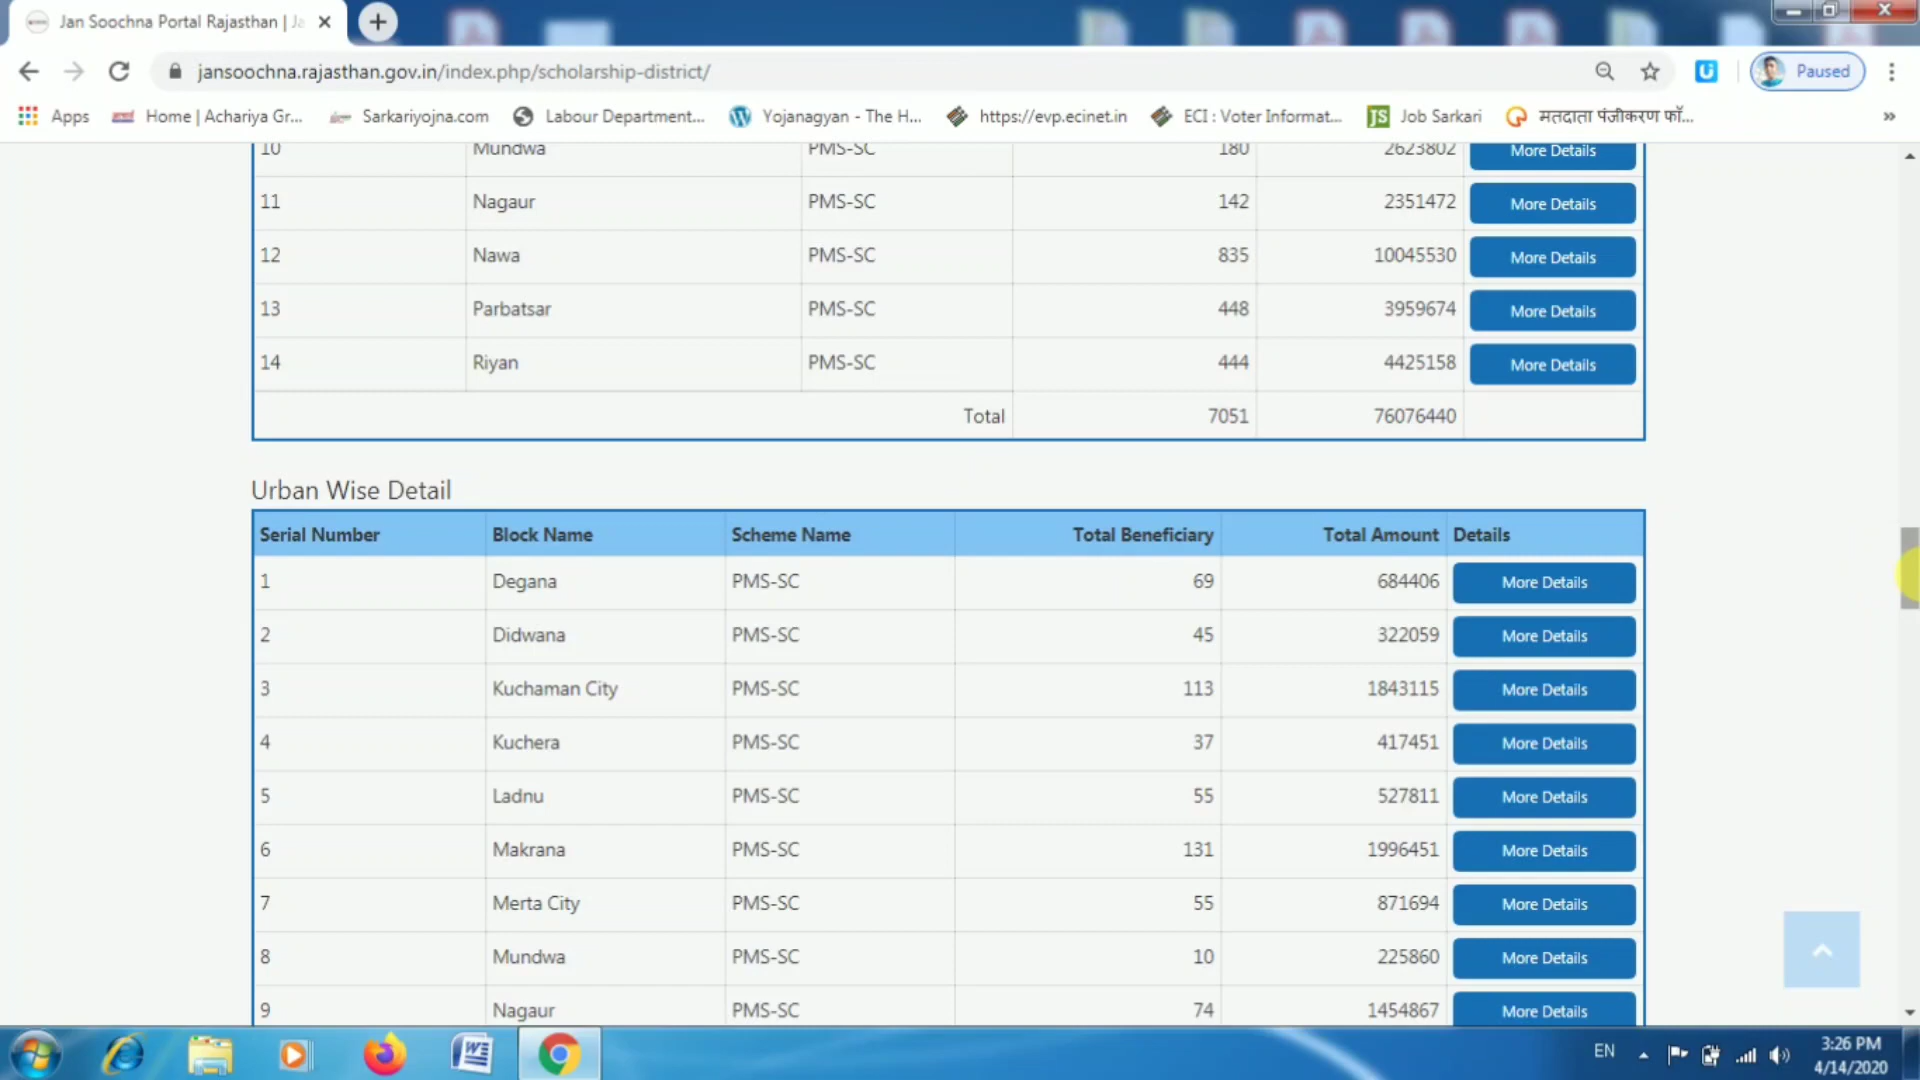 Jan Soochna Portal Rajasthan | Ja
jansoochna.rajasthan.gov.in/index.php/scholarship-district/
Paused
Apps
Home | Achariya Gr...
Sarkariyojna.com
Labour Department...
Yojanagyan - The H...
https://evp.ecinet.in
ECI : Voter Informat...
JS Job Sarkari
मतदाता पंजीकरण फॉ...
»
10 Mundwa PMS-SC 180 2623802 More Details
11 Nagaur PMS-SC 142 2351472 More Details
12 Nawa PMS-SC 835 10045530 More Details
13 Parbatsar PMS-SC 448 3959674 More Details
14 Riyan PMS-SC 444 4425158 More Details
Total 7051 76076440
Urban Wise Detail
Serial Number Block Name Scheme Name Total Beneficiary Total Amount Details
1 Degana PMS-SC 69 684406 More Details
2 Didwana PMS-SC 45 322059 More Details
3 Kuchaman City PMS-SC 113 1843115 More Details
4 Kuchera PMS-SC 37 417451 More Details
5 Ladnu PMS-SC 55 527811 More Details
6 Makrana PMS-SC 131 1996451 More Details
7 Merta City PMS-SC 55 871694 More Details
8 Mundwa PMS-SC 10 225860 More Details
9 Nagaur PMS-SC 74 1454867 More Details
EN
3:26 PM
4/14/2020